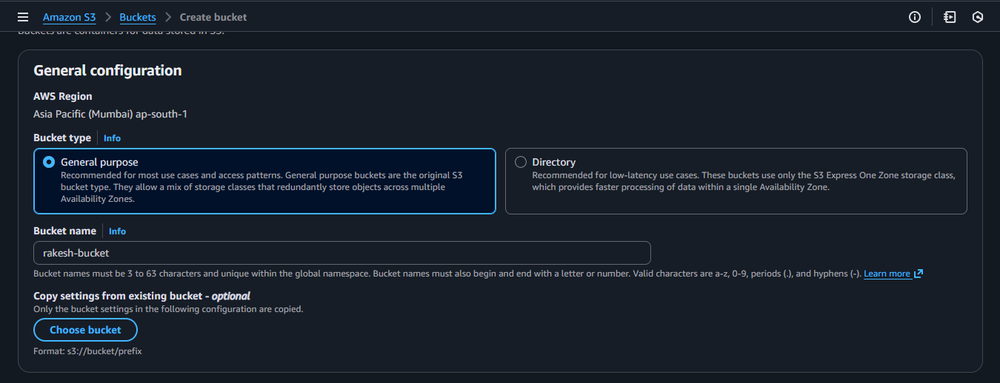 Amazon S3 > Buckets > Create bucket
Buckets are containers for data stored in S3.
General configuration
AWS Region
Asia Pacific (Mumbai) ap-south-1
Bucket type Info
General purpose
Recommended for most use cases and access patterns. General purpose buckets are the original S3
bucket type. They allow a mix of storage classes that redundantly store objects across multiple
Availability Zones.
Directory
Recommended for low-latency use cases. These buckets use only the S3 Express One Zone storage class,
which provides faster processing of data within a single Availability Zone.
Bucket name Info
rakesh-bucket
Bucket names must be 3 to 63 characters and unique within the global namespace. Bucket names must also begin and end with a letter or number. Valid characters are a-z, 0-9, periods (.), and hyphens (-). Learn more
Copy settings from existing bucket - optional
Only the bucket settings in the following configuration are copied.
Choose bucket
Format: s3://bucket/prefix